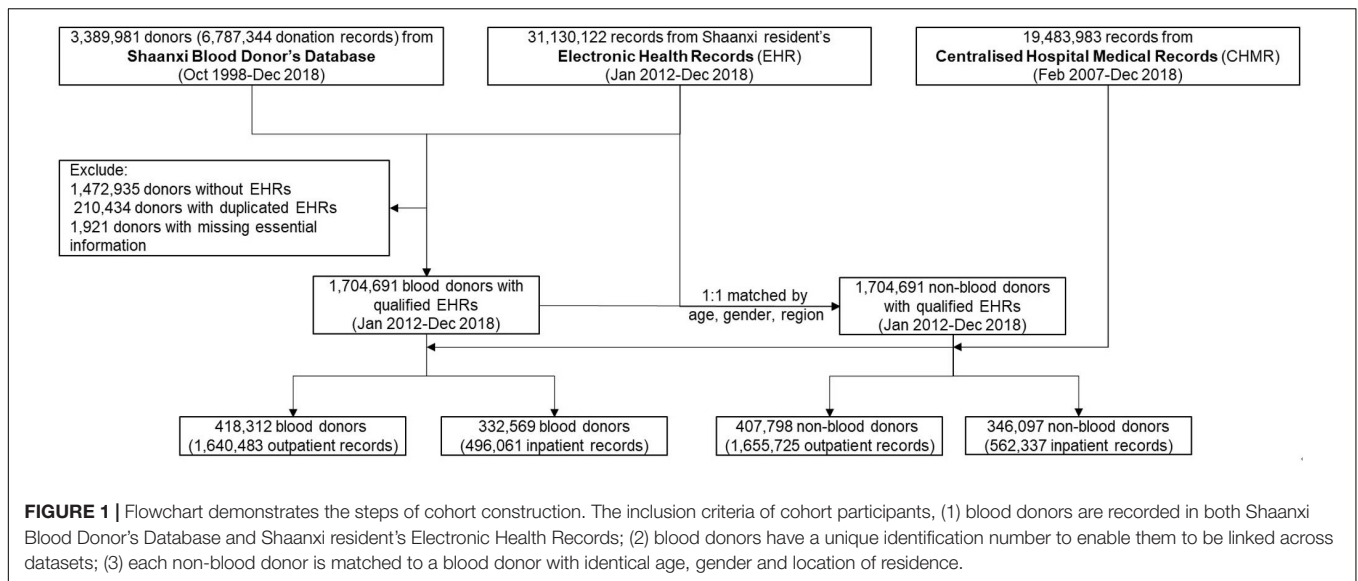 3,389,981 donors (6,787,344 donation records) from
Shaanxi Blood Donor's Database
(Oct 1998-Dec 2018)
31,130,122 records from Shaanxi resident's
Electronic Health Records (EHR)
(Jan 2012-Dec 2018)
19,483,983 records from
Centralised Hospital Medical Records (CHMR)
(Feb 2007-Dec 2018)
Exclude:
1,472,935 donors without EHRs
210,434 donors with duplicated EHRs
1,921 donors with missing essential
information
1,704,691 blood donors with
qualified EHRs
(Jan 2012-Dec 2018)
1:1 matched by
age, gender, region
1,704,691 non-blood donors
with qualified EHRs
(Jan 2012-Dec 2018)
418,312 blood donors
(1,640,483 outpatient records)
332,569 blood donors
(496,061 inpatient records)
407,798 non-blood donors
(1,655,725 outpatient records)
346,097 non-blood donors
(562,337 inpatient records)
FIGURE 1 | Flowchart demonstrates the steps of cohort construction. The inclusion criteria of cohort participants, (1) blood donors are recorded in both Shaanxi
Blood Donor's Database and Shaanxi resident's Electronic Health Records; (2) blood donors have a unique identification number to enable them to be linked across
datasets; (3) each non-blood donor is matched to a blood donor with identical age, gender and location of residence.